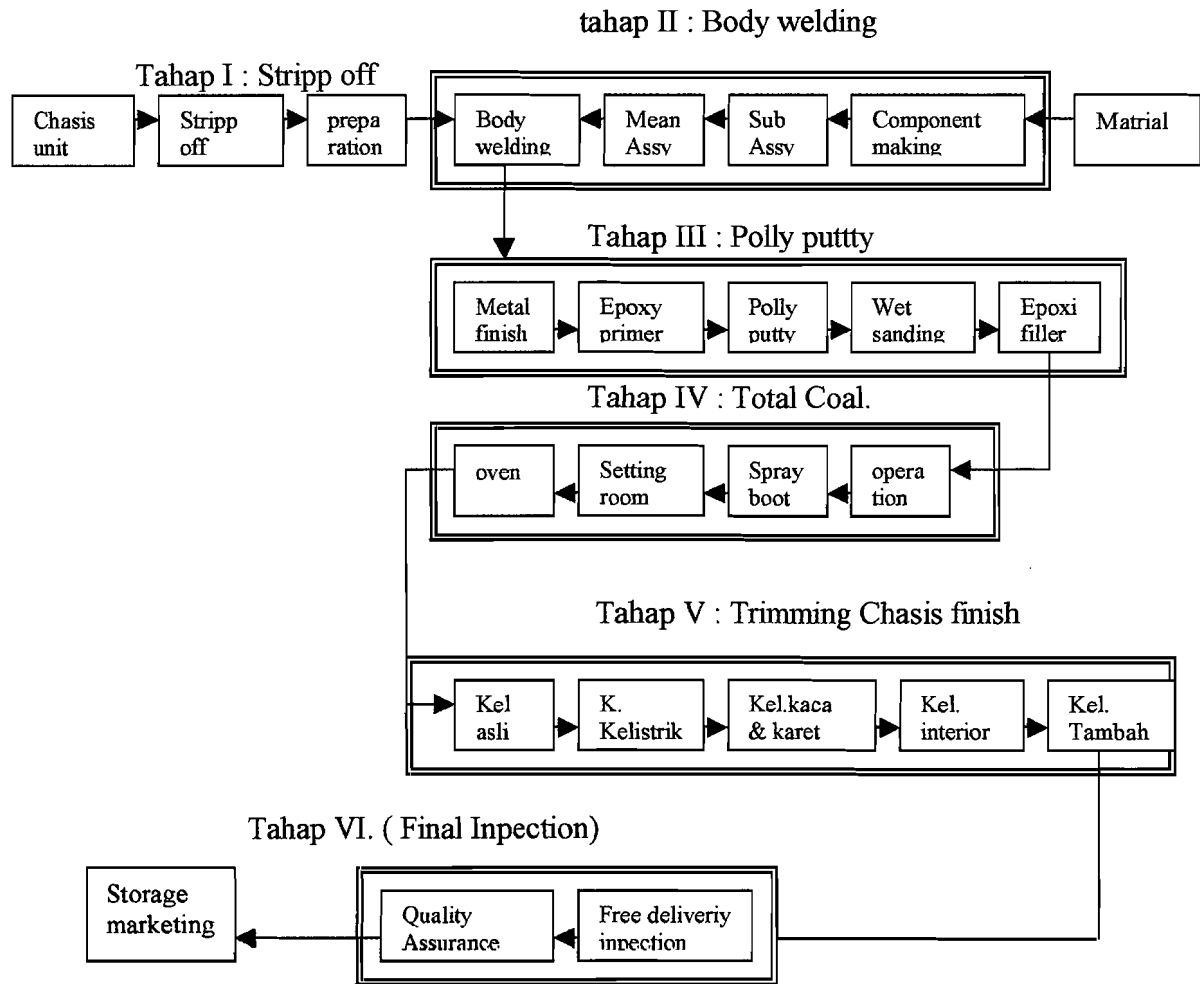 tahap II : Body welding
Tahap I : Stripp off
Chasis
unit
Stripp
off
prepa
ration
Body
welding
Mean
Assy
Sub
Assy
Component
making
Matrial
Tahap III : Polly puttty
Metal
finish
Epoxy
primer
Polly
putty
Wet
sanding
Epoxi
filler
Tahap IV : Total Coal.
oven
Setting
room
Spray
boot
opera
tion
Tahap V : Trimming Chasis finish
Kel
asli
K.
Kelistrik
Kel.kaca
& karet
Kel.
interior
Kel.
Tambah
Tahap VI. ( Final Inpection)
Storage
marketing
Quality
Assurance
Free deliveriy
inpection